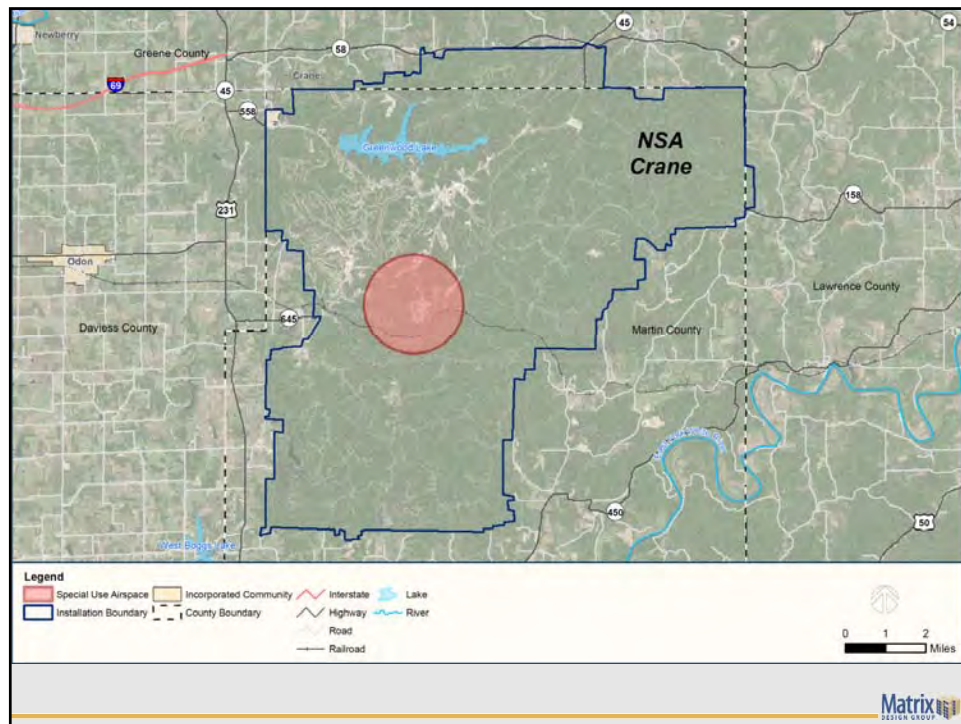 Newberry
Greene County
58
45
54
69
45
Crane
558
Greenwood Lake
NSA
Crane
158
231
Odon
Lawrence County
Daviess County
645
Martin County
450
50
West Boggs Lake
Legend
Special Use Airspace
Incorporated Community
Interstate
Lake
Installation Boundary
County Boundary
Highway
River
Road
Railroad
0 1 2
Miles
Matrix
DESIGN GROUP